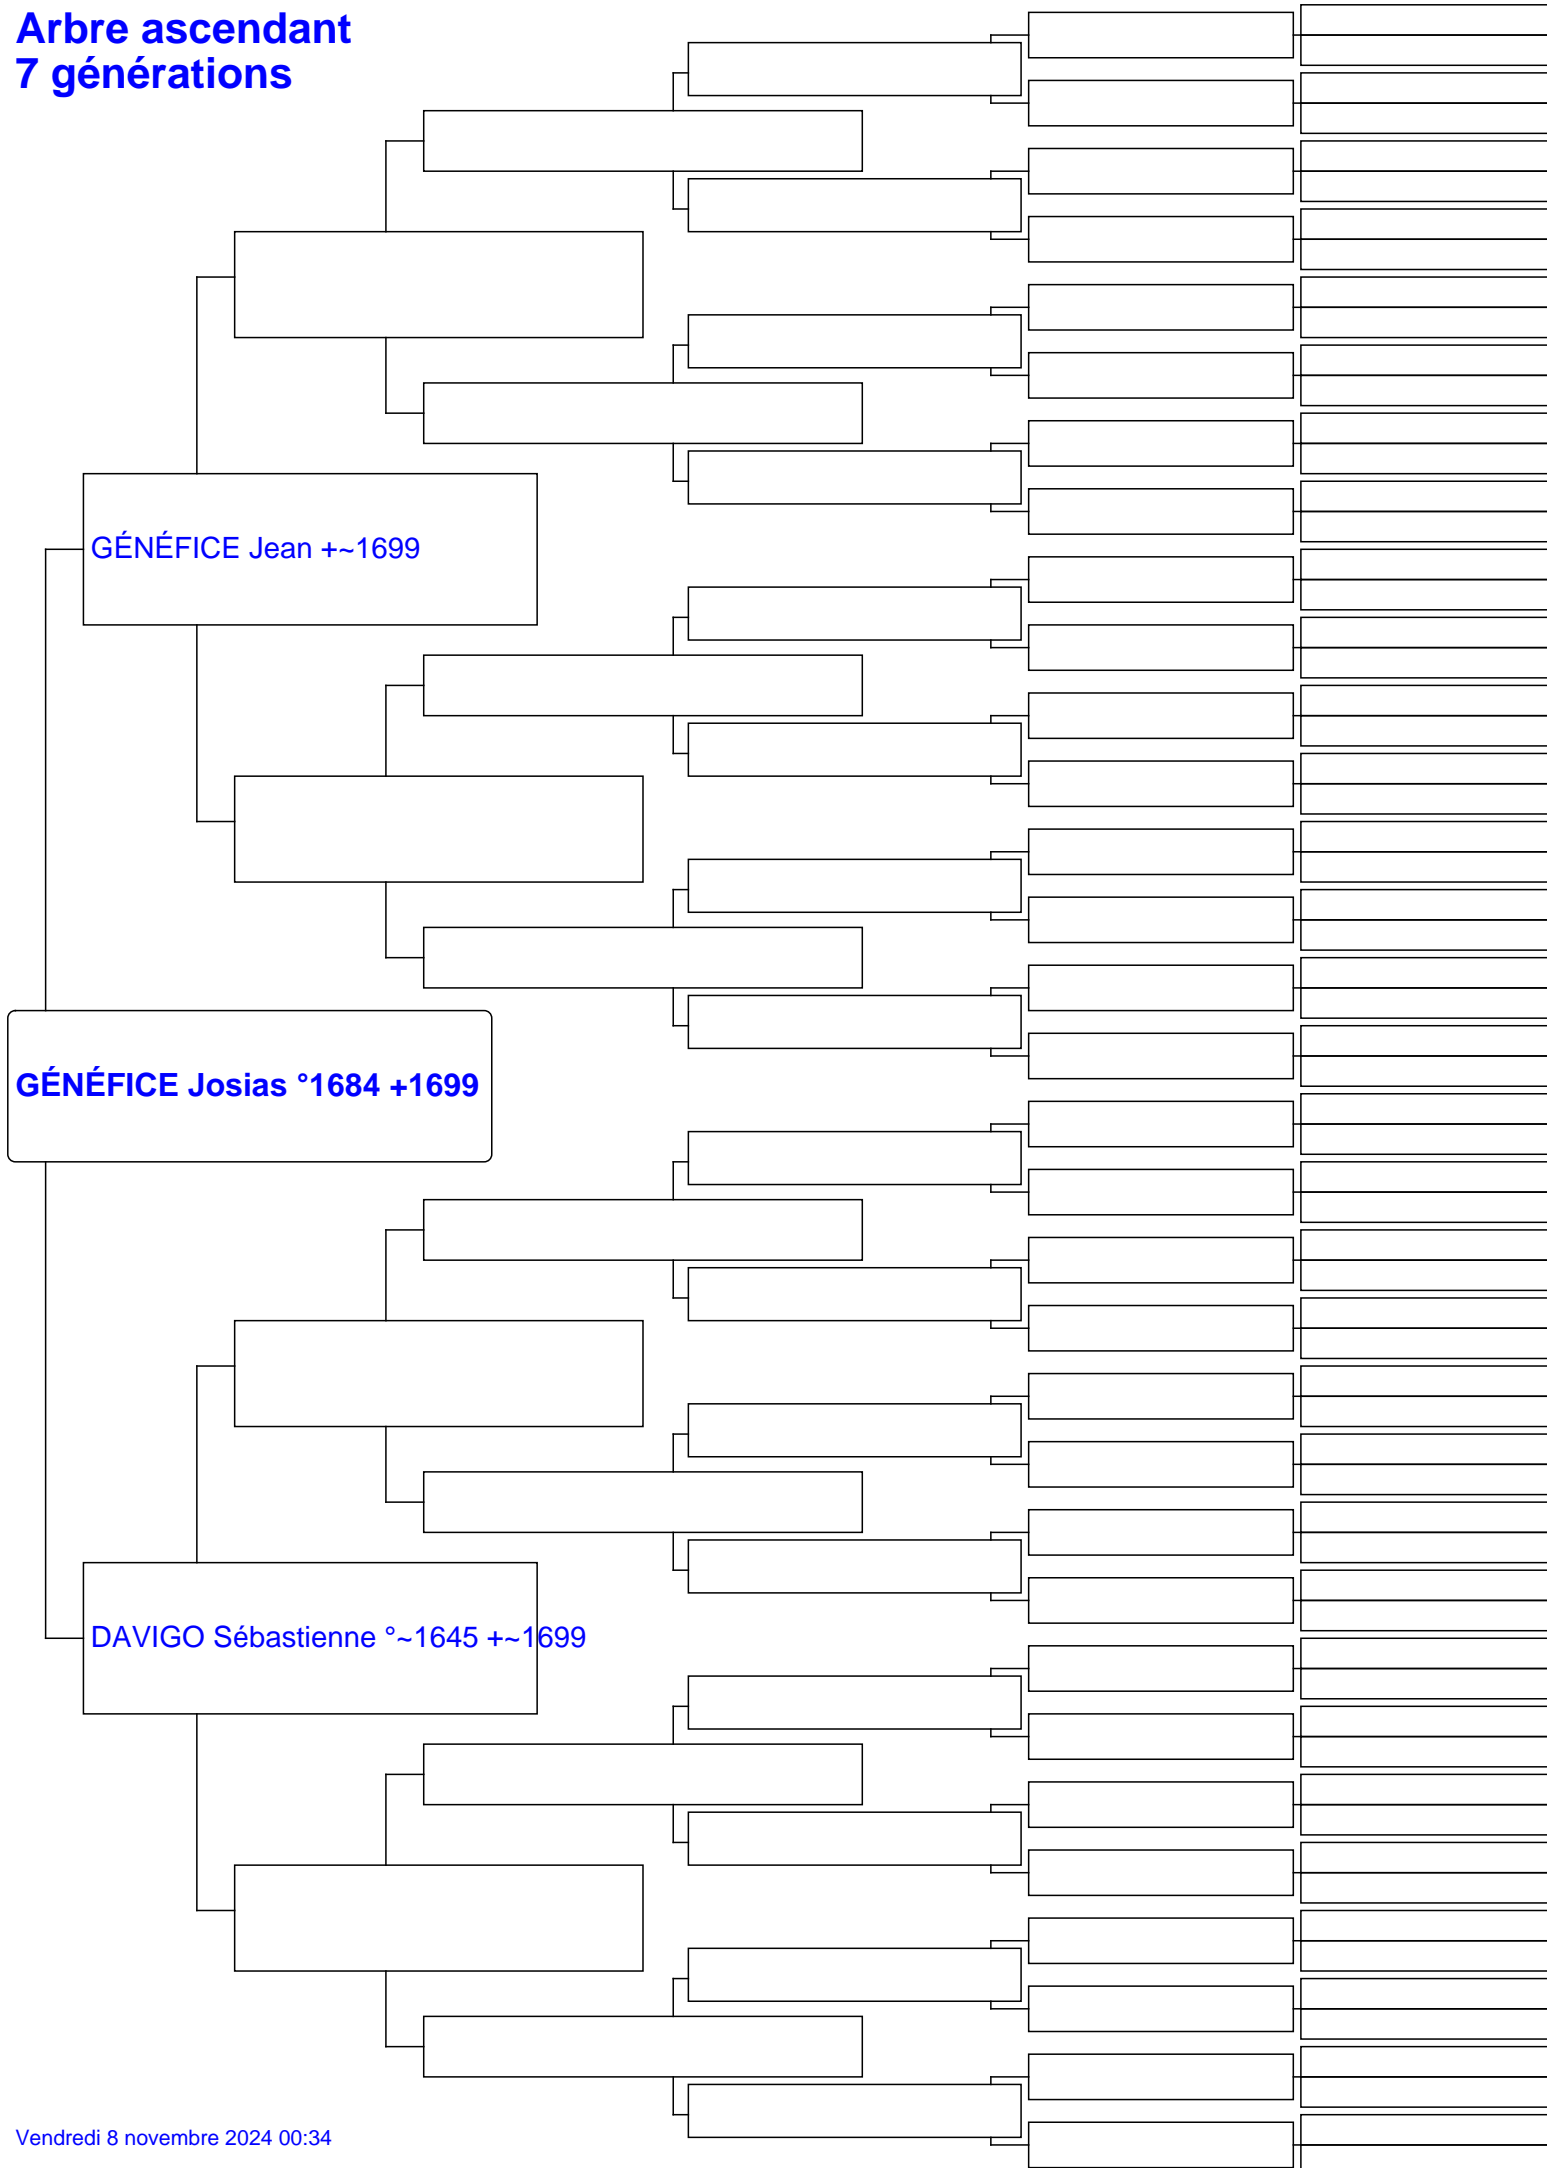 Arbre ascendant
7 générations
GÉNÉFICE Jean +~1699
GÉNÉFICE Josias °1684 +1699
DAVIGO Sébastienne °~1645 +~1699
Vendredi 8 novembre 2024 00:34